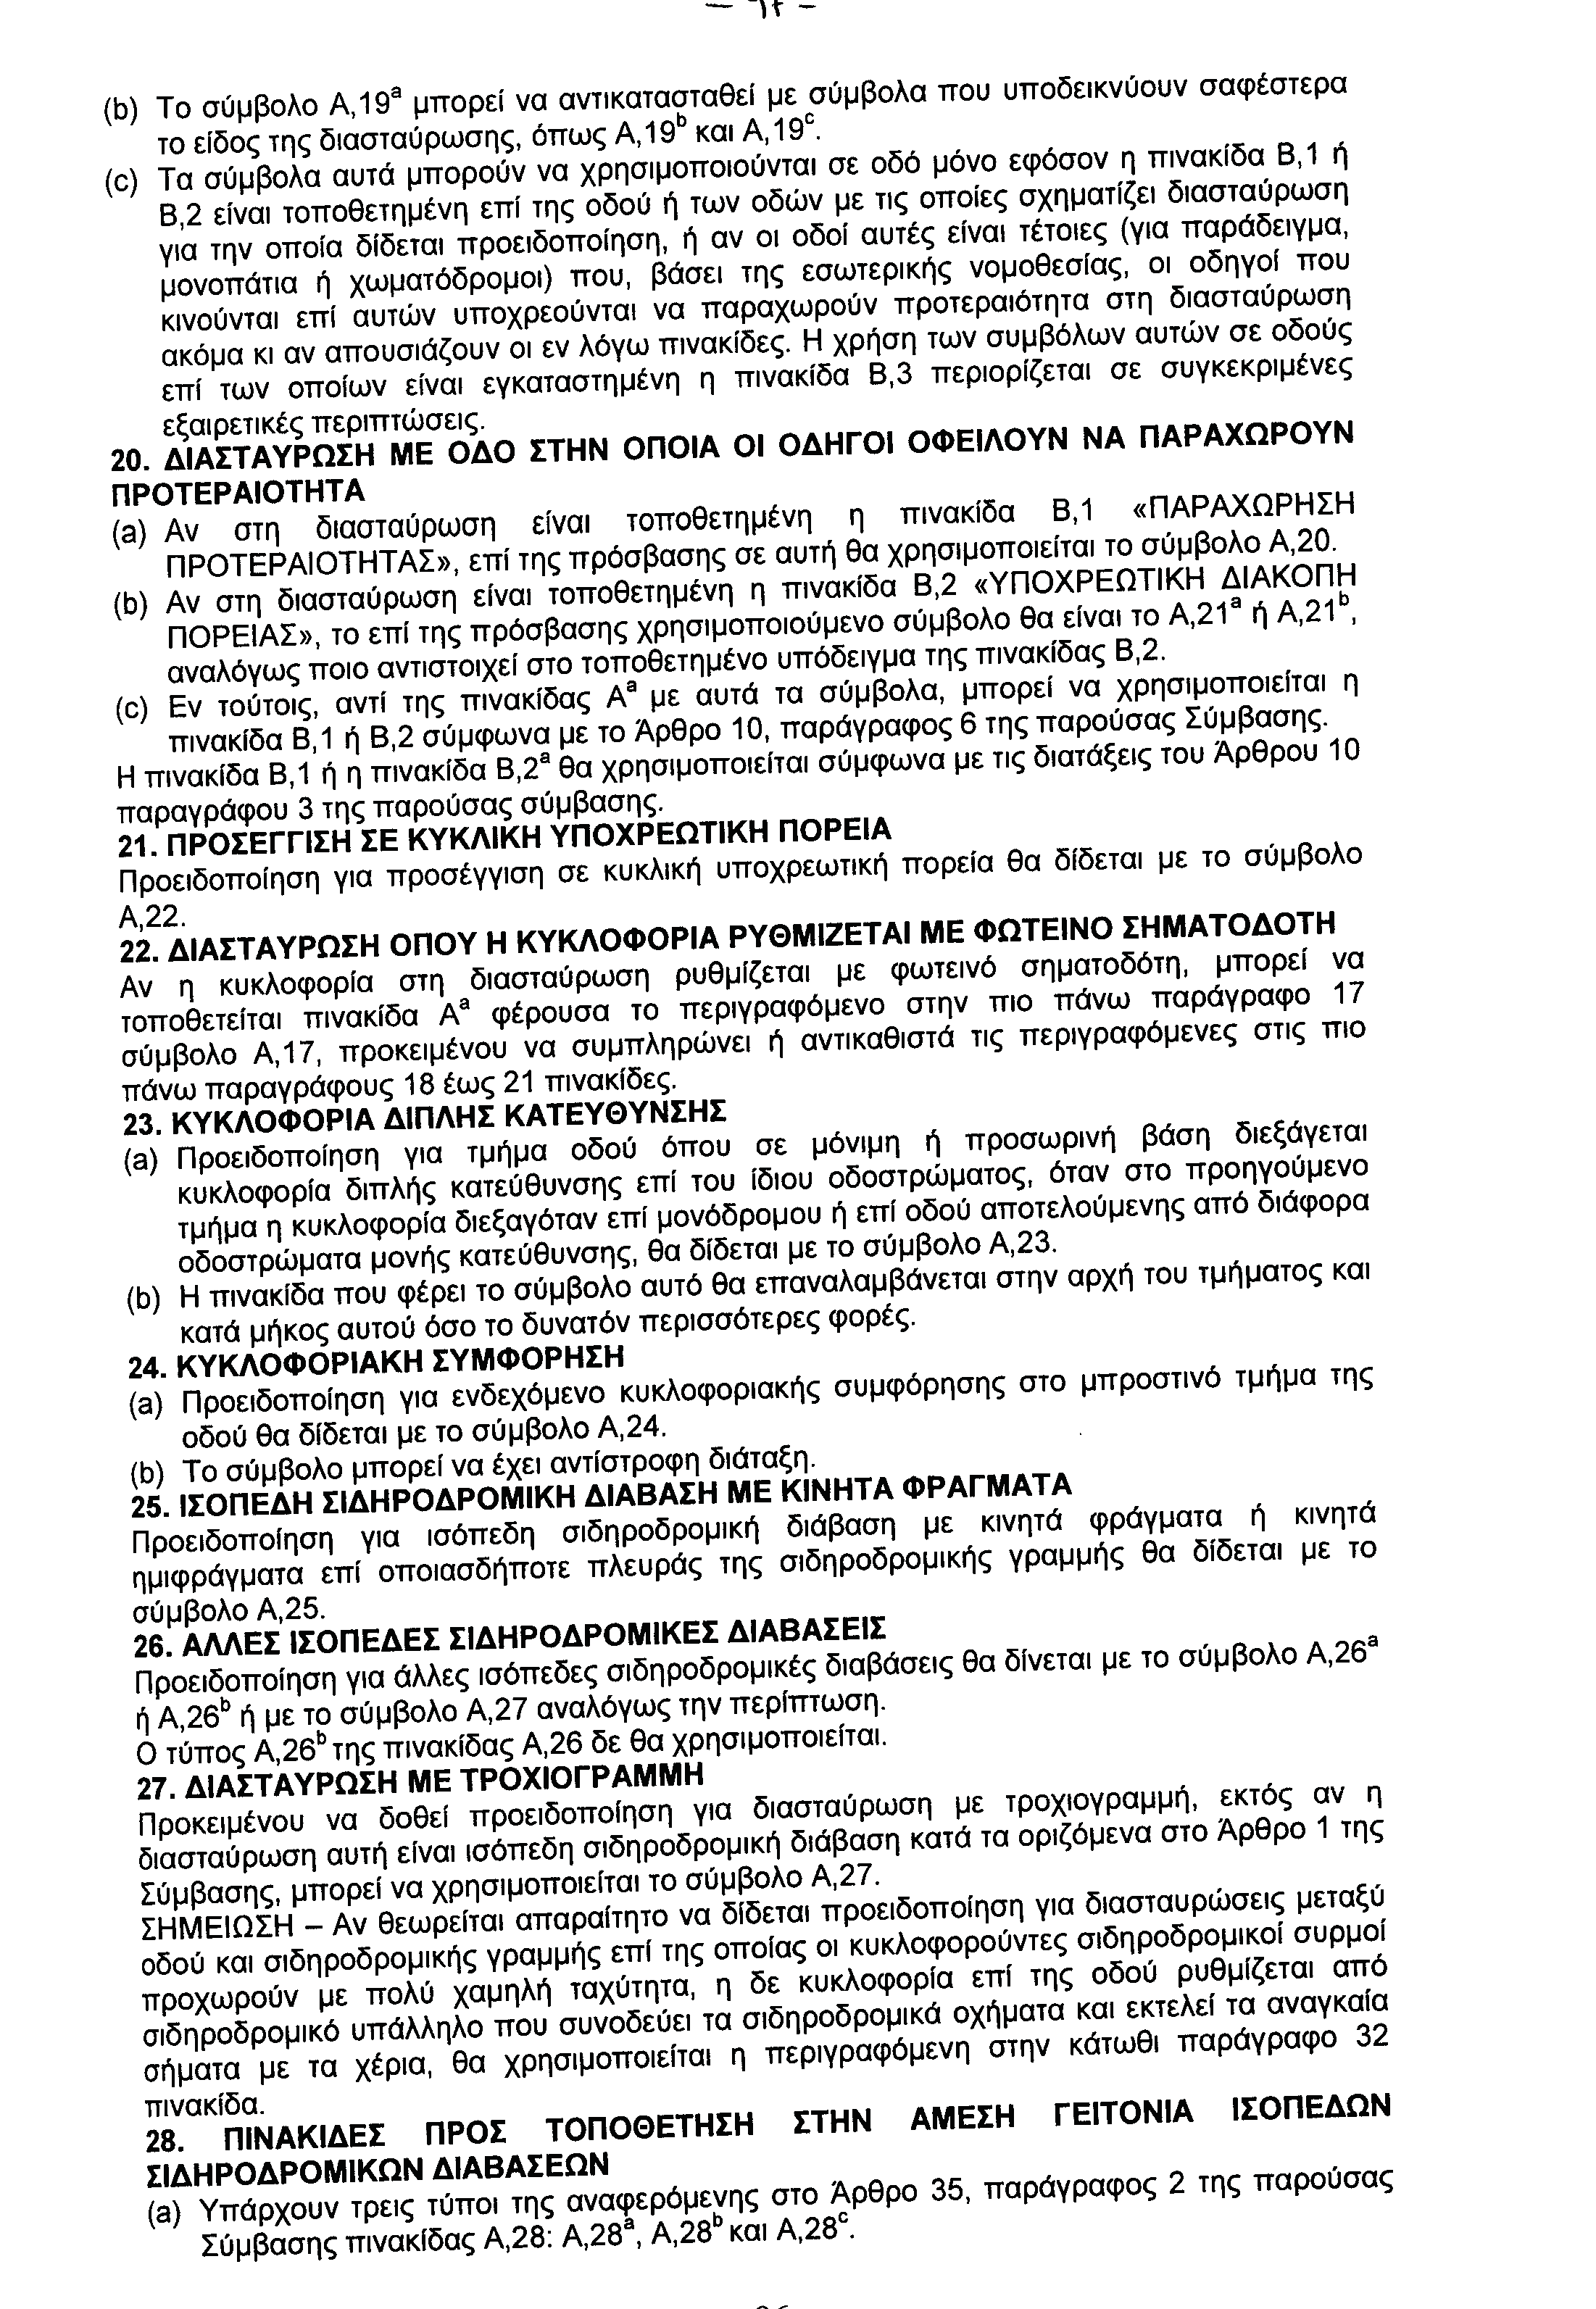 (b) Το σύμβολο Α,19ᵃ μπορεί να αντικατασταθεί με σύμβολα που υποδεικνύουν σαφέστερα
το είδος της διασταύρωσης, όπως Α,19ᵇ και Α,19ᶜ.
(c) Τα σύμβολα αυτά μπορούν να χρησιμοποιούνται σε οδό μόνο εφόσον η πινακίδα Β,1 ή
Β,2 είναι τοποθετημένη επί της οδού ή των οδών με τις οποίες σχηματίζει διασταύρωση
για την οποία δίδεται προειδοποίηση, ή αν οι οδοί αυτές είναι τέτοιες (για παράδειγμα,
μονοπάτια ή χωματόδρομοι) που, βάσει της εσωτερικής νομοθεσίας, οι οδηγοί που
κινούνται επί αυτών υποχρεούνται να παραχωρούν προτεραιότητα στη διασταύρωση
ακόμα κι αν απουσιάζουν οι εν λόγω πινακίδες. Η χρήση των συμβόλων αυτών σε οδούς
επί των οποίων είναι εγκαταστημένη η πινακίδα Β,3 περιορίζεται σε συγκεκριμένες
εξαιρετικές περιπτώσεις.
20. ΔΙΑΣΤΑΥΡΩΣΗ ΜΕ ΟΔΟ ΣΤΗΝ ΟΠΟΙΑ ΟΙ ΟΔΗΓΟΙ ΟΦΕΙΛΟΥΝ ΝΑ ΠΑΡΑΧΩΡΟΥΝ
ΠΡΟΤΕΡΑΙΟΤΗΤΑ
(a) Αν στη διασταύρωση είναι τοποθετημένη η πινακίδα Β,1 «ΠΑΡΑΧΩΡΗΣΗ
ΠΡΟΤΕΡΑΙΟΤΗΤΑΣ», επί της πρόσβασης σε αυτή θα χρησιμοποιείται το σύμβολο Α,20.
(b) Αν στη διασταύρωση είναι τοποθετημένη η πινακίδα Β,2 «ΥΠΟΧΡΕΩΤΙΚΗ ΔΙΑΚΟΠΗ
ΠΟΡΕΙΑΣ», το επί της πρόσβασης χρησιμοποιούμενο σύμβολο θα είναι το Α,21ᵃ ή Α,21ᵇ,
αναλόγως ποιο αντιστοιχεί στο τοποθετημένο υπόδειγμα της πινακίδας Β,2.
(c) Εν τούτοις, αντί της πινακίδας Αᵃ με αυτά τα σύμβολα, μπορεί να χρησιμοποιείται η
πινακίδα Β,1 ή Β,2 σύμφωνα με το Άρθρο 10, παράγραφος 6 της παρούσας Σύμβασης.
Η πινακίδα Β,1 ή η πινακίδα Β,2ᵃ θα χρησιμοποιείται σύμφωνα με τις διατάξεις του Άρθρου 10
παραγράφου 3 της παρούσας σύμβασης.
21. ΠΡΟΣΕΓΓΙΣΗ ΣΕ ΚΥΚΛΙΚΗ ΥΠΟΧΡΕΩΤΙΚΗ ΠΟΡΕΙΑ
Προειδοποίηση για προσέγγιση σε κυκλική υποχρεωτική πορεία θα δίδεται με το σύμβολο
Α,22.
22. ΔΙΑΣΤΑΥΡΩΣΗ ΟΠΟΥ Η ΚΥΚΛΟΦΟΡΙΑ ΡΥΘΜΙΖΕΤΑΙ ΜΕ ΦΩΤΕΙΝΟ ΣΗΜΑΤΟΔΟΤΗ
Αν η κυκλοφορία στη διασταύρωση ρυθμίζεται με φωτεινό σηματοδότη, μπορεί να
τοποθετείται πινακίδα Αᵃ φέρουσα το περιγραφόμενο στην πιο πάνω παράγραφο 17
σύμβολο Α,17, προκειμένου να συμπληρώνει ή αντικαθιστά τις περιγραφόμενες στις πιο
πάνω παραγράφους 18 έως 21 πινακίδες.
23. ΚΥΚΛΟΦΟΡΙΑ ΔΙΠΛΗΣ ΚΑΤΕΥΘΥΝΣΗΣ
(a) Προειδοποίηση για τμήμα οδού όπου σε μόνιμη ή προσωρινή βάση διεξάγεται
κυκλοφορία διπλής κατεύθυνσης επί του ίδιου οδοστρώματος, όταν στο προηγούμενο
τμήμα η κυκλοφορία διεξαγόταν επί μονόδρομου ή επί οδού αποτελούμενης από διάφορα
οδοστρώματα μονής κατεύθυνσης, θα δίδεται με το σύμβολο Α,23.
(b) Η πινακίδα που φέρει το σύμβολο αυτό θα επαναλαμβάνεται στην αρχή του τμήματος και
κατά μήκος αυτού όσο το δυνατόν περισσότερες φορές.
24. ΚΥΚΛΟΦΟΡΙΑΚΗ ΣΥΜΦΟΡΗΣΗ
(a) Προειδοποίηση για ενδεχόμενο κυκλοφοριακής συμφόρησης στο μπροστινό τμήμα της
οδού θα δίδεται με το σύμβολο Α,24.
(b) Το σύμβολο μπορεί να έχει αντίστροφη διάταξη.
25. ΙΣΟΠΕΔΗ ΣΙΔΗΡΟΔΡΟΜΙΚΗ ΔΙΑΒΑΣΗ ΜΕ ΚΙΝΗΤΑ ΦΡΑΓΜΑΤΑ
Προειδοποίηση για ισόπεδη σιδηροδρομική διάβαση με κινητά φράγματα ή κινητά
ημιφράγματα επί οποιασδήποτε πλευράς της σιδηροδρομικής γραμμής θα δίδεται με το
σύμβολο Α,25.
26. ΑΛΛΕΣ ΙΣΟΠΕΔΕΣ ΣΙΔΗΡΟΔΡΟΜΙΚΕΣ ΔΙΑΒΑΣΕΙΣ
Προειδοποίηση για άλλες ισόπεδες σιδηροδρομικές διαβάσεις θα δίνεται με το σύμβολο Α,26ᵃ
ή Α,26ᵇ ή με το σύμβολο Α,27 αναλόγως την περίπτωση.
Ο τύπος Α,26ᵇ της πινακίδας Α,26 δε θα χρησιμοποιείται.
27. ΔΙΑΣΤΑΥΡΩΣΗ ΜΕ ΤΡΟΧΙΟΓΡΑΜΜΗ
Προκειμένου να δοθεί προειδοποίηση για διασταύρωση με τροχιογραμμή, εκτός αν η
διασταύρωση αυτή είναι ισόπεδη σιδηροδρομική διάβαση κατά τα οριζόμενα στο Άρθρο 1 της
Σύμβασης, μπορεί να χρησιμοποιείται το σύμβολο Α,27.
ΣΗΜΕΙΩΣΗ – Αν θεωρείται απαραίτητο να δίδεται προειδοποίηση για διασταυρώσεις μεταξύ
οδού και σιδηροδρομικής γραμμής επί της οποίας οι κυκλοφορούντες σιδηροδρομικοί συρμοί
προχωρούν με πολύ χαμηλή ταχύτητα, η δε κυκλοφορία επί της οδού ρυθμίζεται από
σιδηροδρομικό υπάλληλο που συνοδεύει τα σιδηροδρομικά οχήματα και εκτελεί τα αναγκαία
σήματα με τα χέρια, θα χρησιμοποιείται η περιγραφόμενη στην κάτωθι παράγραφο 32
πινακίδα.
28. ΠΙΝΑΚΙΔΕΣ ΠΡΟΣ ΤΟΠΟΘΕΤΗΣΗ ΣΤΗΝ ΑΜΕΣΗ ΓΕΙΤΟΝΙΑ ΙΣΟΠΕΔΩΝ
ΣΙΔΗΡΟΔΡΟΜΙΚΩΝ ΔΙΑΒΑΣΕΩΝ
(a) Υπάρχουν τρεις τύποι της αναφερόμενης στο Άρθρο 35, παράγραφος 2 της παρούσας
Σύμβασης πινακίδας Α,28: Α,28ᵃ, Α,28ᵇ και Α,28ᶜ.